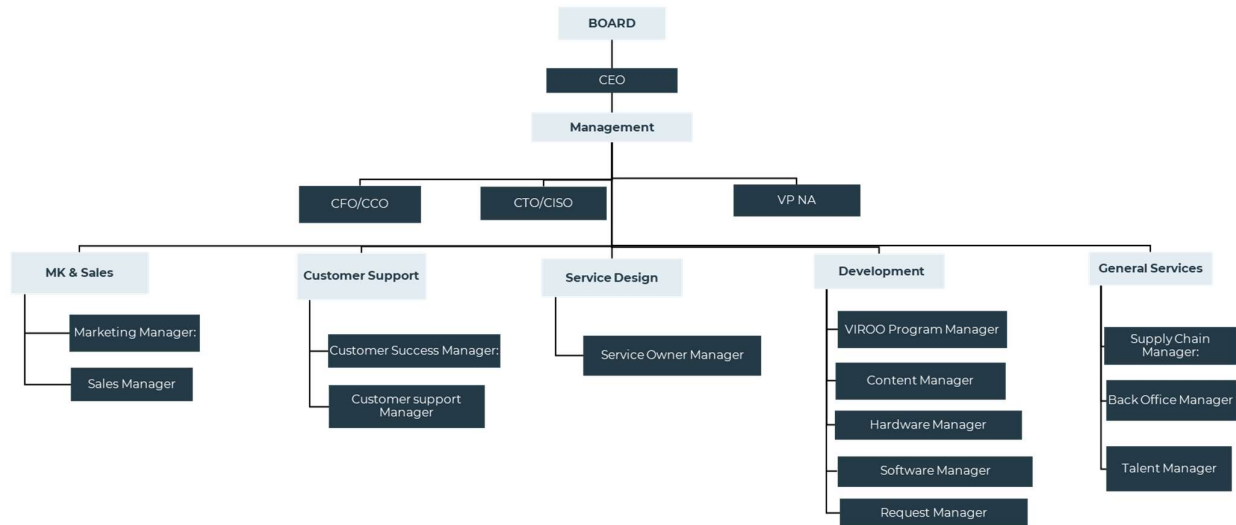 BOARD
CEO
Management
CFO/CCO
CTO/CISO
VP NA
MK & Sales
Marketing Manager:
Sales Manager
Customer Support
Customer Success Manager:
Customer support
Manager
Service Design
Service Owner Manager
Development
VIROO Program Manager
Content Manager
Hardware Manager
Software Manager
Request Manager
General Services
Supply Chain
Manager:
Back Office Manager
Talent Manager